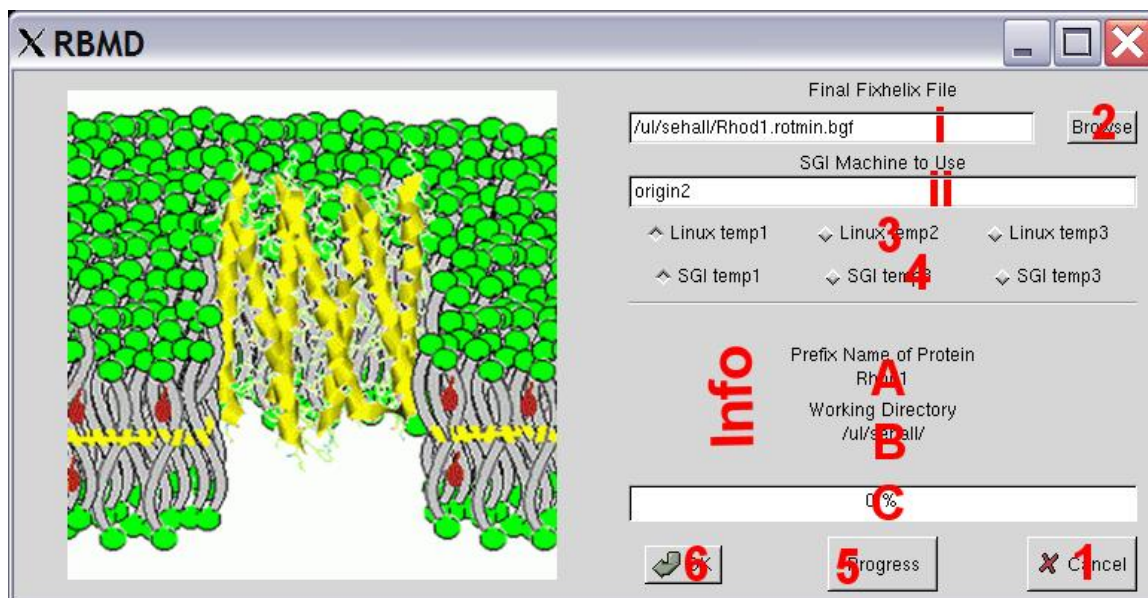 RBMD
Final Fixhelix File
/ul/sehall/Rhod1.rotmin.bgf
i
Browse
2
SGI Machine to Use
origin2
ii
Linux temp1 Linux temp2 Linux temp3
3
SGI temp1 SGI temp3
4
Info
Prefix Name of Protein
Rhod1
A
Working Directory
/ul/sehall/
B
0 %
C
OK
6
Progress
5
Cancel
1